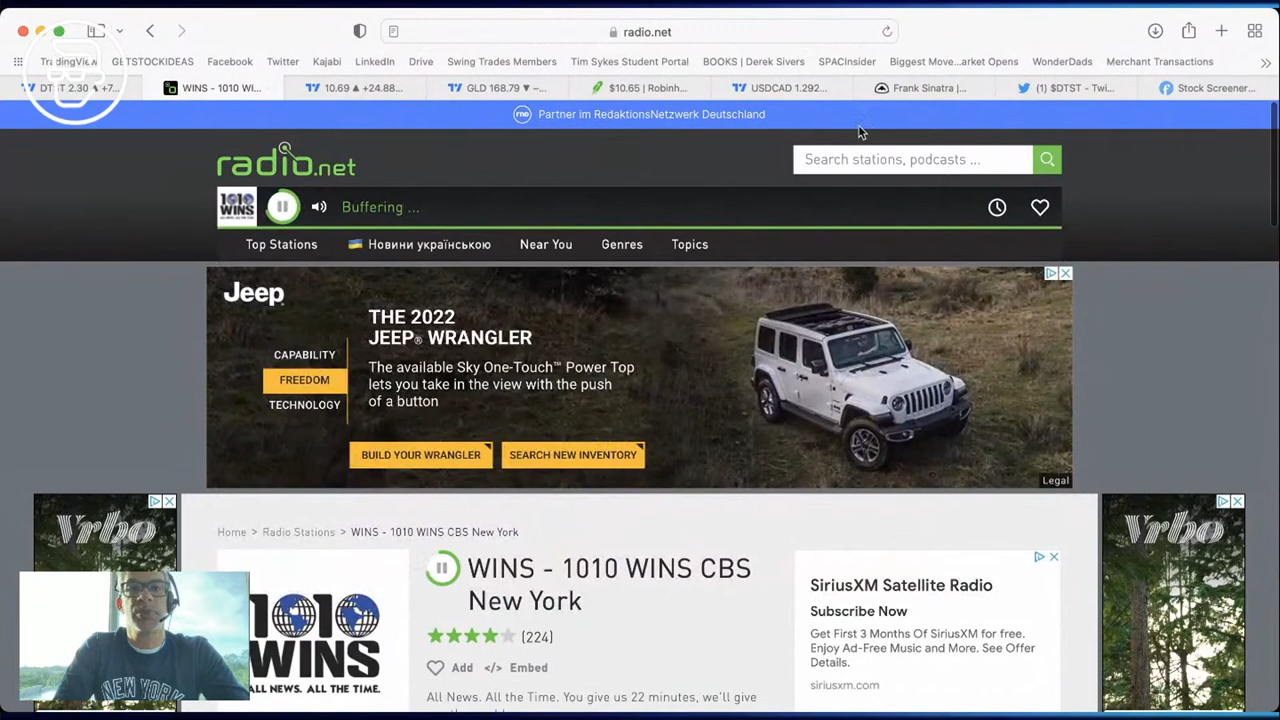 radio.net
TradingView
GETSTOCKIDEAS
Facebook
Twitter
Kajabi
LinkedIn
Drive
Swing Trades Members
Tim Sykes Student Portal
BOOKS | Derek Sivers
SPACInsider
Biggest Move...arket Opens
WonderDads
Merchant Transactions
DTST 2.30 ▲ +7...
WINS - 1010 WI...
10.69 ▲ +24.88...
GLD 168.79 ▼ −...
$10.65 | Robinh...
USDCAD 1.292...
Frank Sinatra |...
(1) $DTST - Twi...
Stock Screener...
rnd Partner im RedaktionsNetzwerk Deutschland
radio.net
Search stations, podcasts ...
1010 WINS
Buffering ...
Top Stations
Новини українською
Near You
Genres
Topics
Jeep
THE 2022
JEEP® WRANGLER
CAPABILITY
FREEDOM
TECHNOLOGY
The available Sky One-Touch™ Power Top
lets you take in the view with the push
of a button
BUILD YOUR WRANGLER
SEARCH NEW INVENTORY
Legal
Home > Radio Stations > WINS - 1010 WINS CBS New York
Vrbo
Vrbo
1010
WINS
ALL NEWS. ALL THE TIME.
WINS - 1010 WINS CBS
New York
(224)
Add </> Embed
All News. All the Time. You give us 22 minutes, we'll give
SiriusXM Satellite Radio
Subscribe Now
Get First 3 Months Of SiriusXM for free.
Enjoy Ad-Free Music and More. See Offer
Details.
siriusxm.com
NEW YORK